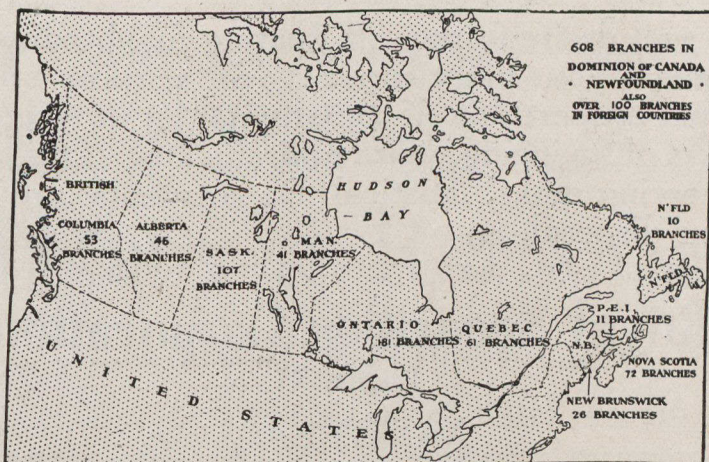 608 BRANCHES IN
DOMINION OF CANADA
AND
· NEWFOUNDLAND ·
ALSO
OVER 100 BRANCHES
IN FOREIGN COUNTRIES
HUDSON
BAY
BRITISH
COLUMBIA
53
BRANCHES
ALBERTA
46
BRANCHES
SASK.
107
BRANCHES
MAN.
41 BRANCHES
ONTARIO
181 BRANCHES
QUEBEC
61 BRANCHES
N'FLD
10
BRANCHES
N'FLD.
P.E.I.
11 BRANCHES
N.B.
NOVA SCOTIA
72 BRANCHES
NEW BRUNSWICK
26 BRANCHES
UNITED STATES